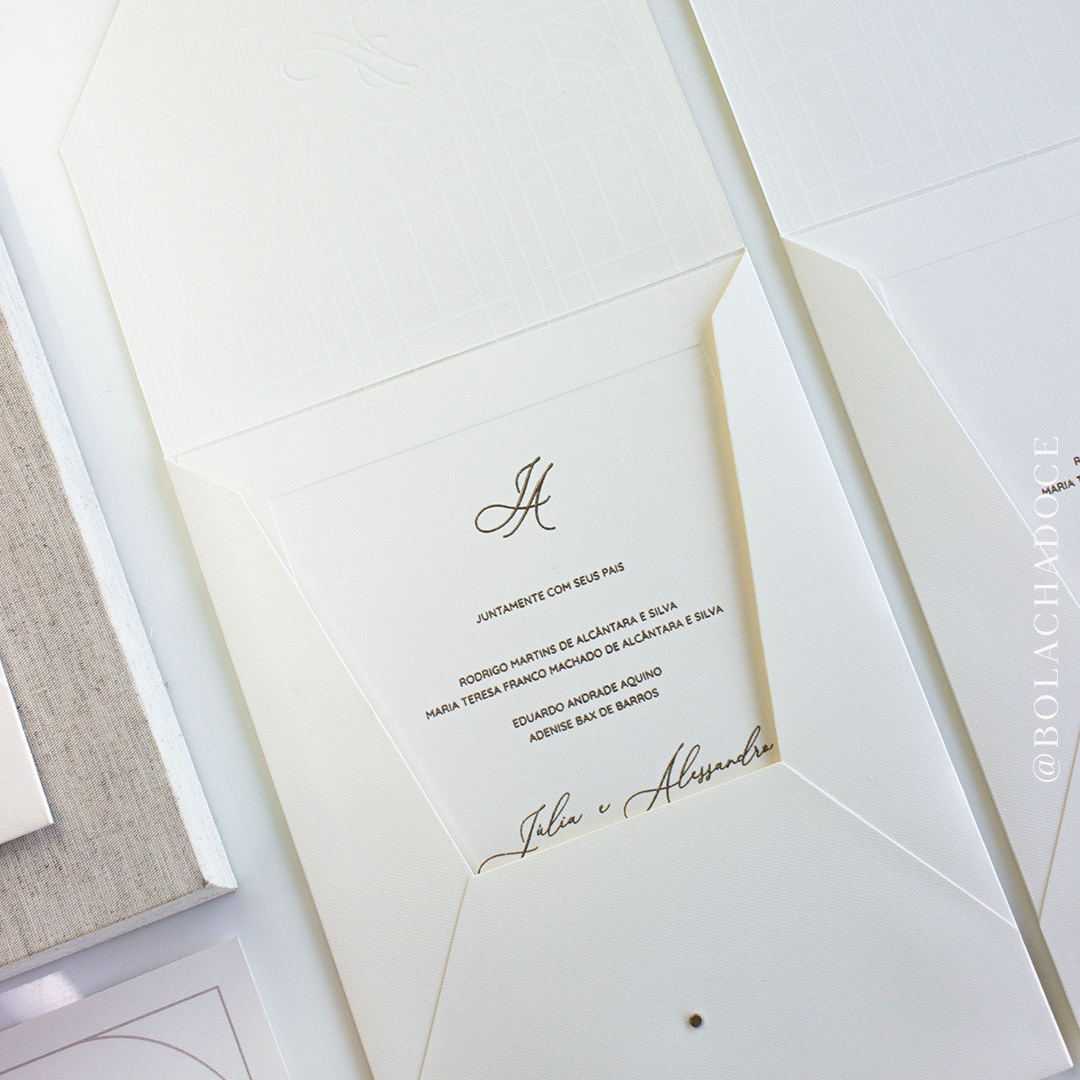 JA
JUNTAMENTE COM SEUS PAIS
RODRIGO MARTINS DE ALCÂNTARA E SILVA
MARIA TERESA FRANCO MACHADO DE ALCÂNTARA E SILVA
EDUARDO ANDRADE AQUINO
ADENISE BAX DE BARROS
Júlia e Alessandro
R
MARIA T
@BOLACHADOCE